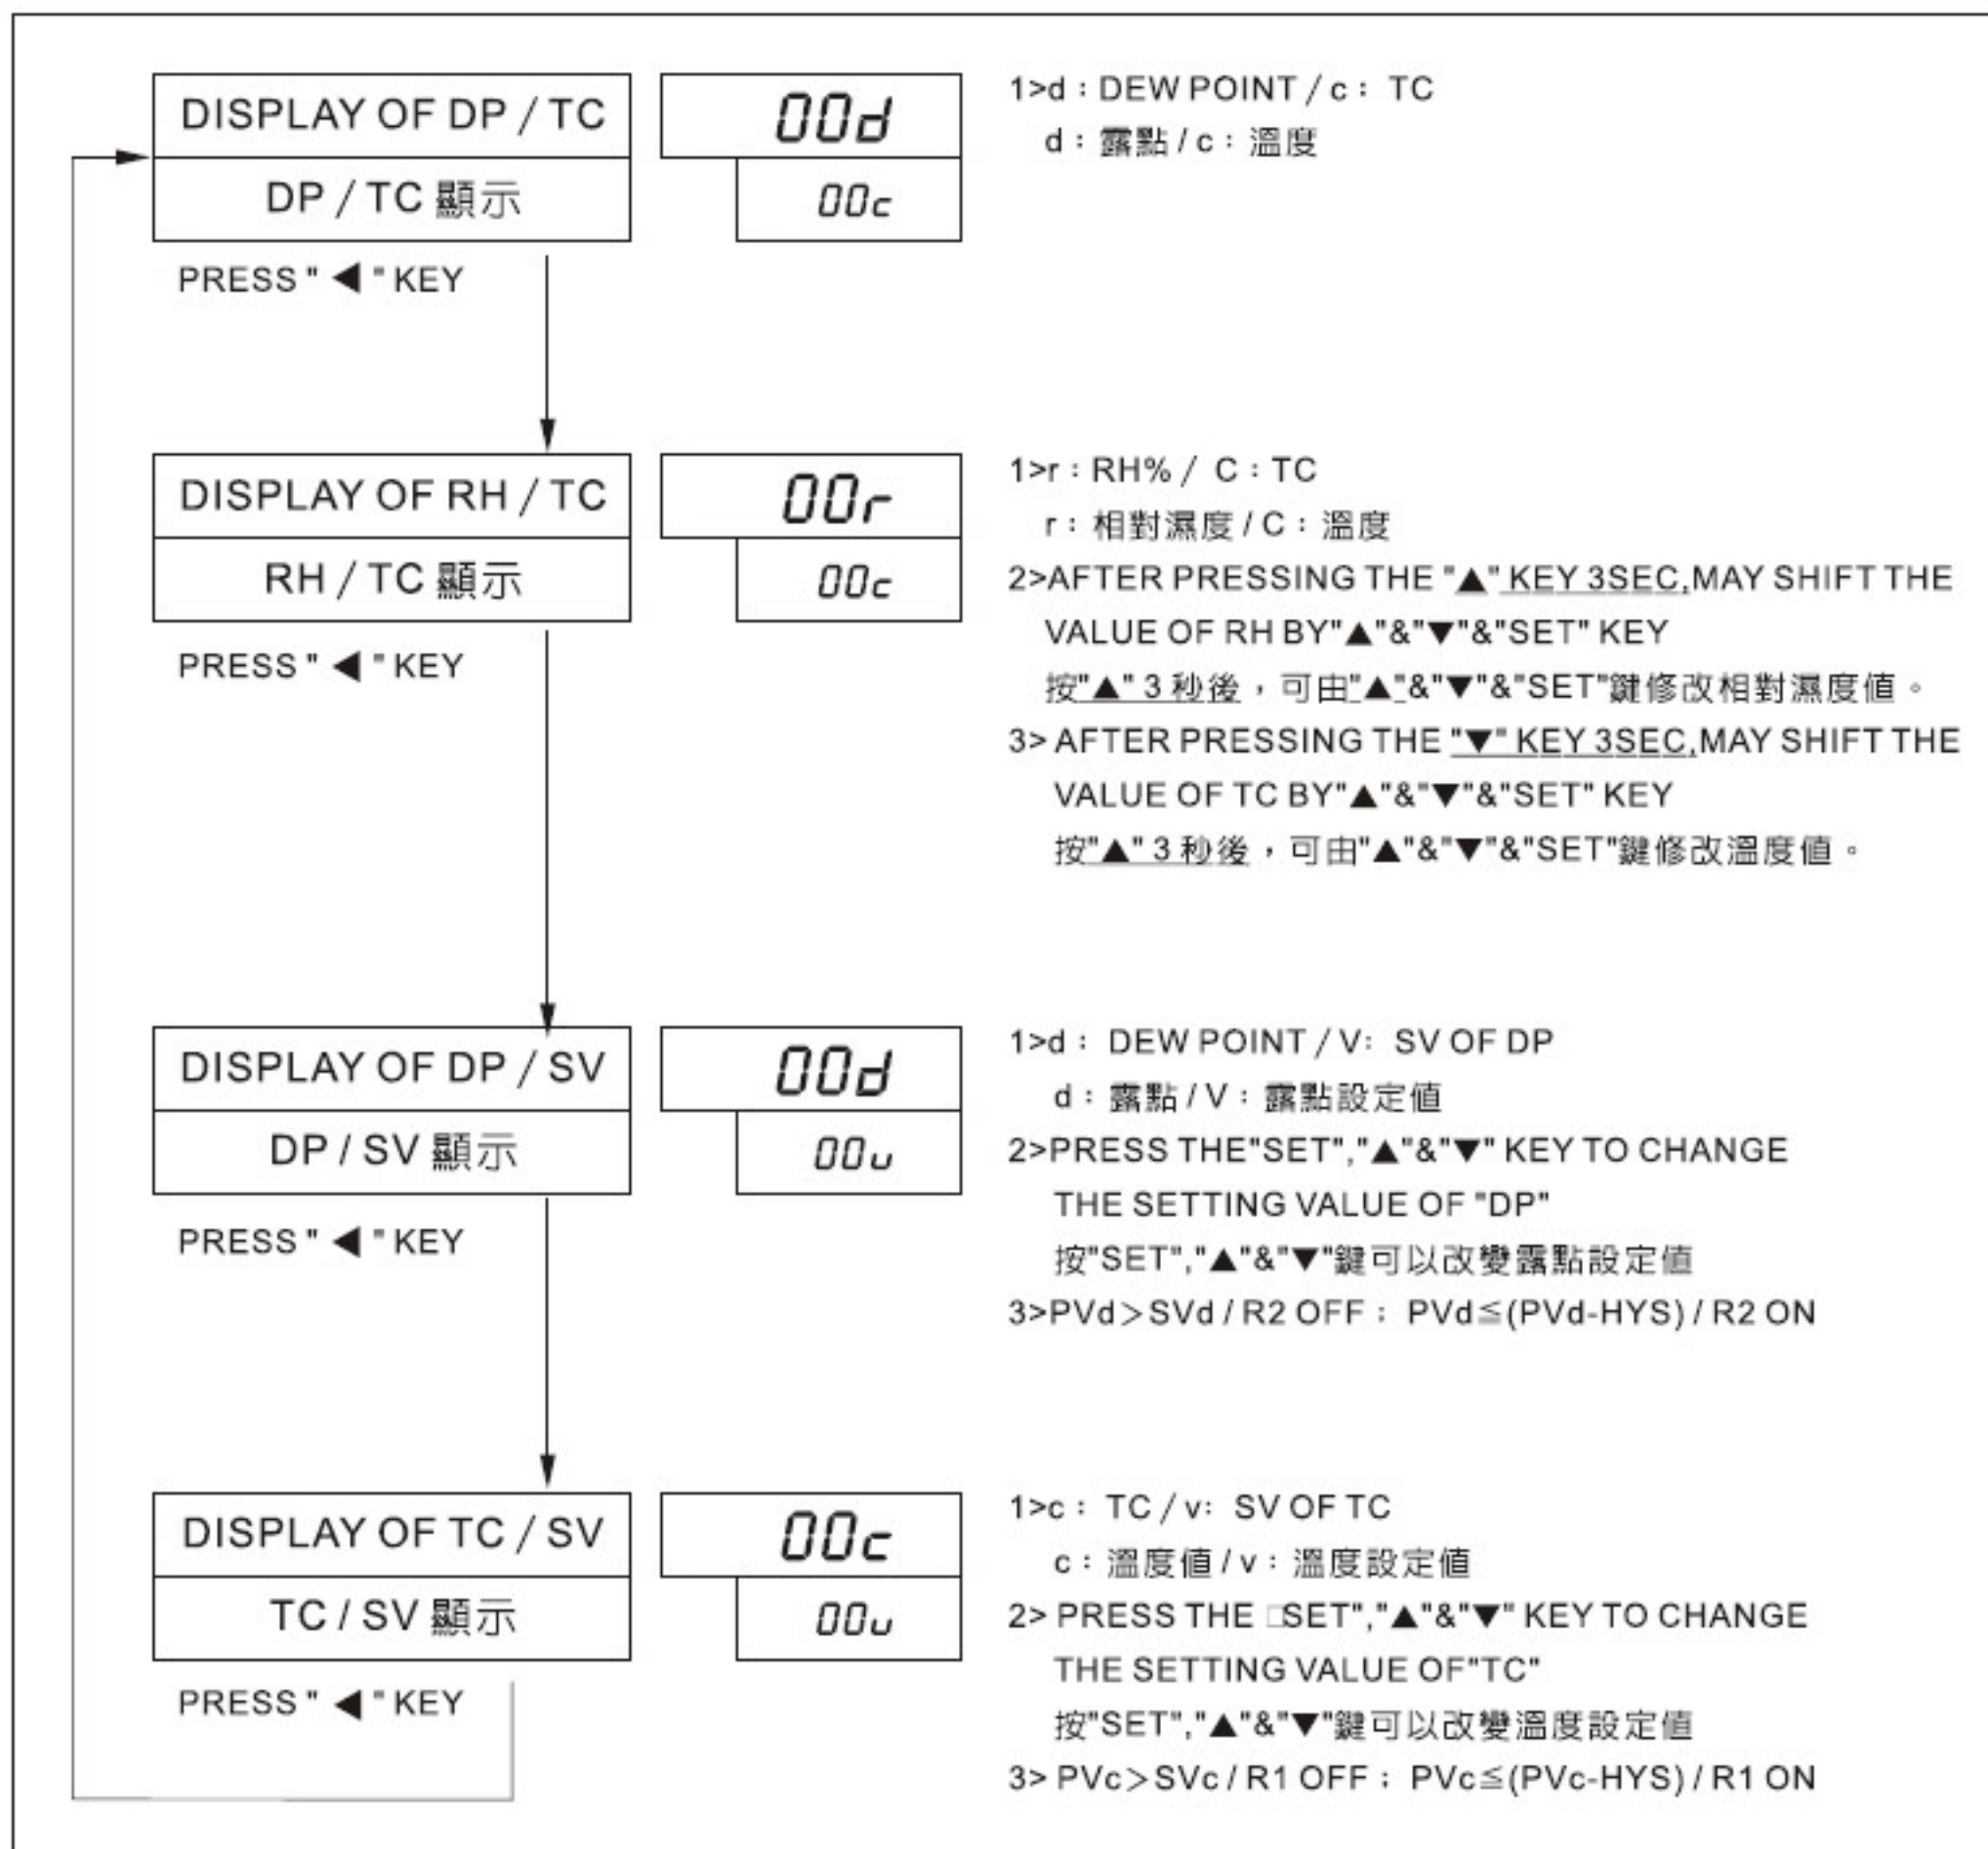 DISPLAY OF DP / TC
DP / TC 顯示
00d
00c
1>d：DEW POINT / c： TC
d：露點 / c：溫度
PRESS " ◀ " KEY
DISPLAY OF RH / TC
RH / TC 顯示
00r
00c
1>r：RH% / C：TC
r：相對濕度 / C：溫度
2>AFTER PRESSING THE "▲" KEY 3SEC,MAY SHIFT THE
VALUE OF RH BY"▲"&"▼"&"SET" KEY
按"▲" 3 秒後，可由"▲"&"▼"&"SET"鍵修改相對濕度值。
3> AFTER PRESSING THE "▼" KEY 3SEC,MAY SHIFT THE
VALUE OF TC BY"▲"&"▼"&"SET" KEY
按"▲" 3 秒後，可由"▲"&"▼"&"SET"鍵修改溫度值。
PRESS " ◀ " KEY
DISPLAY OF DP / SV
DP / SV 顯示
00d
00u
1>d： DEW POINT / V: SV OF DP
d：露點 / V：露點設定值
2>PRESS THE"SET","▲"&"▼" KEY TO CHANGE
THE SETTING VALUE OF "DP"
按"SET","▲"&"▼"鍵可以改變露點設定值
3>PVd＞SVd / R2 OFF； PVd≦(PVd-HYS) / R2 ON
PRESS " ◀ " KEY
DISPLAY OF TC / SV
TC / SV 顯示
00c
00u
1>c： TC / v: SV OF TC
c：溫度值 / v：溫度設定值
2> PRESS THE □SET","▲"&"▼" KEY TO CHANGE
THE SETTING VALUE OF"TC"
按"SET","▲"&"▼"鍵可以改變溫度設定值
3> PVc＞SVc / R1 OFF； PVc≦(PVc-HYS) / R1 ON
PRESS " ◀ " KEY